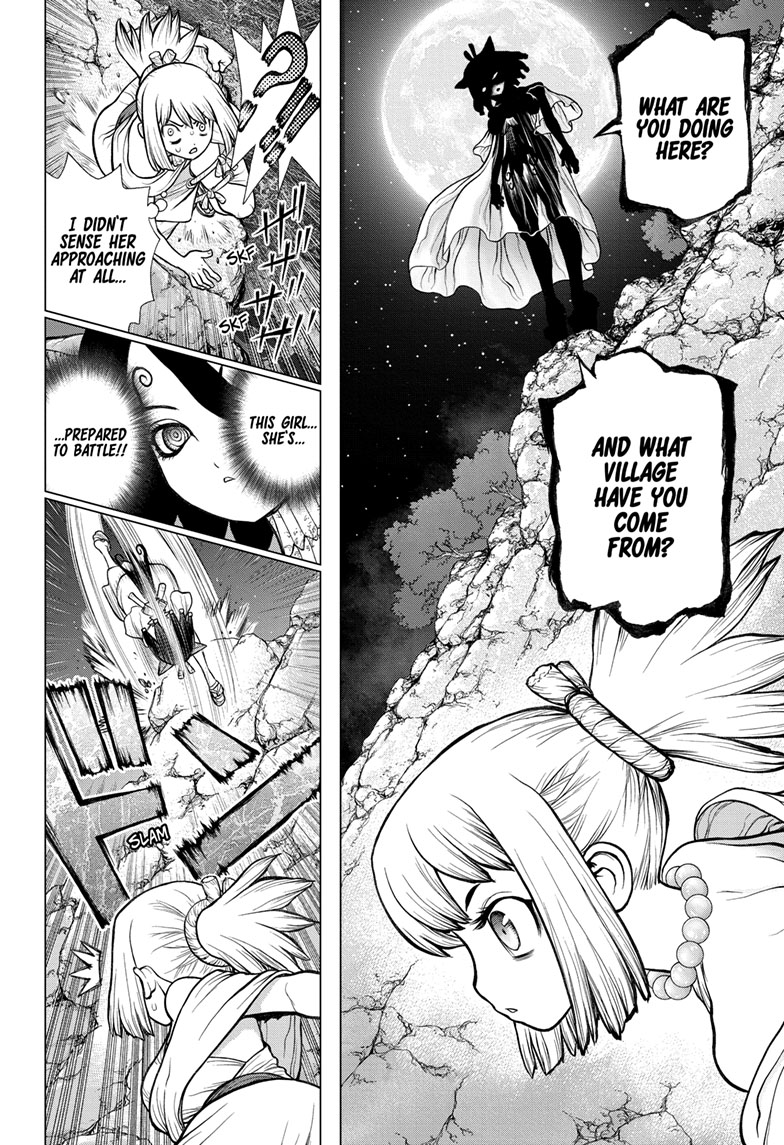 WHAT ARE
YOU DOING
HERE?
AND WHAT
VILLAGE
HAVE YOU
COME
FROM?
?!!
I DIDN'T
SENSE HER
APPROACHING
AT ALL...
SKF
SKF
THIS GIRL...
SHE'S...
...PREPARED
TO BATTLE!!
SLAM